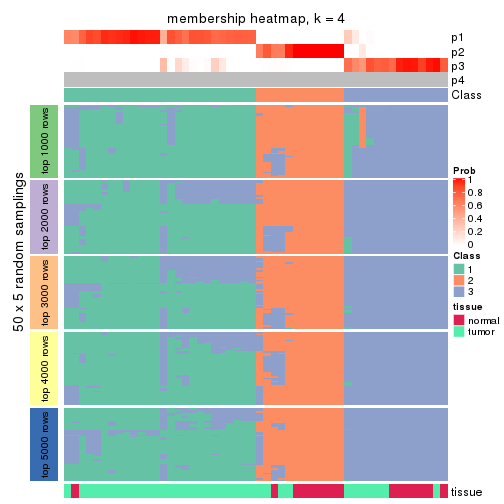 membership heatmap, k = 4
p1
p2
p3
p4
Class
50 x 5 random samplings
top 1000 rows
top 2000 rows
top 3000 rows
top 4000 rows
top 5000 rows
Prob
1
0.8
0.6
0.4
0.2
0
Class
1
2
3
tissue
normal
tumor
tissue